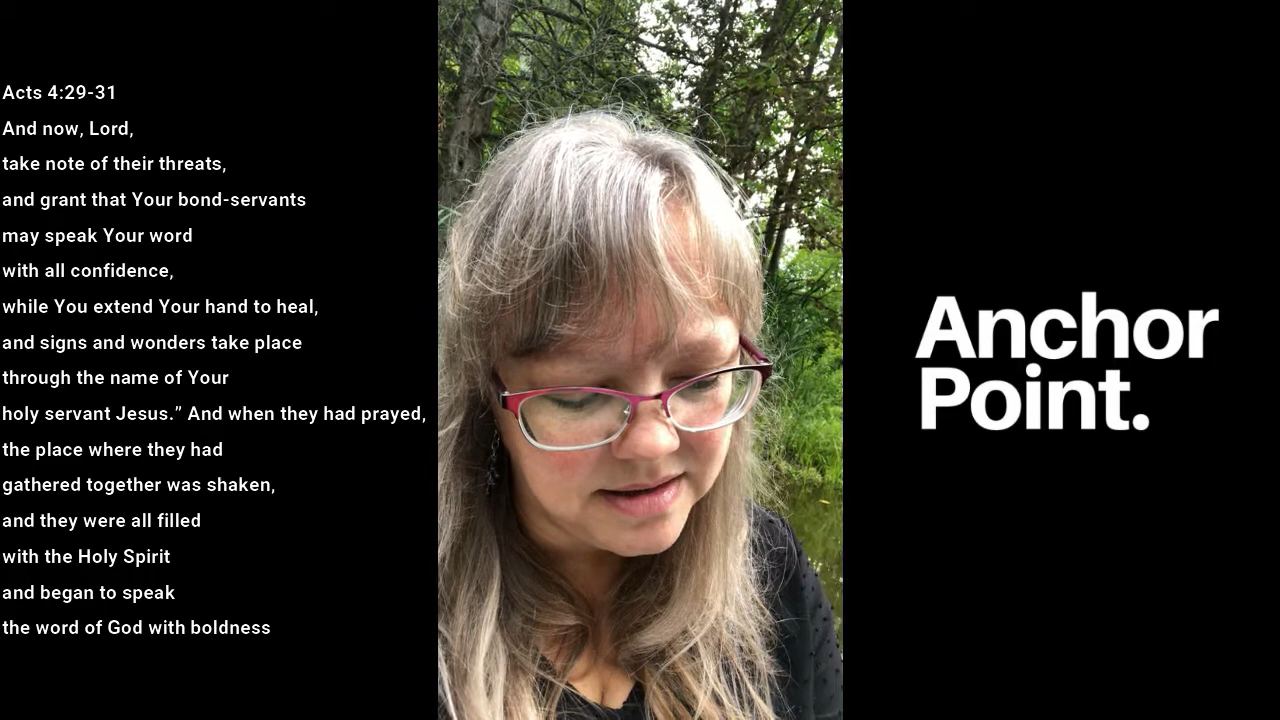 Acts 4:29-31
And now, Lord,
take note of their threats,
and grant that Your bond-servants
may speak Your word
with all confidence,
while You extend Your hand to heal,
and signs and wonders take place
through the name of Your
holy servant Jesus.” And when they had prayed,
the place where they had
gathered together was shaken,
and they were all filled
with the Holy Spirit
and began to speak
the word of God with boldness
Anchor
Point.